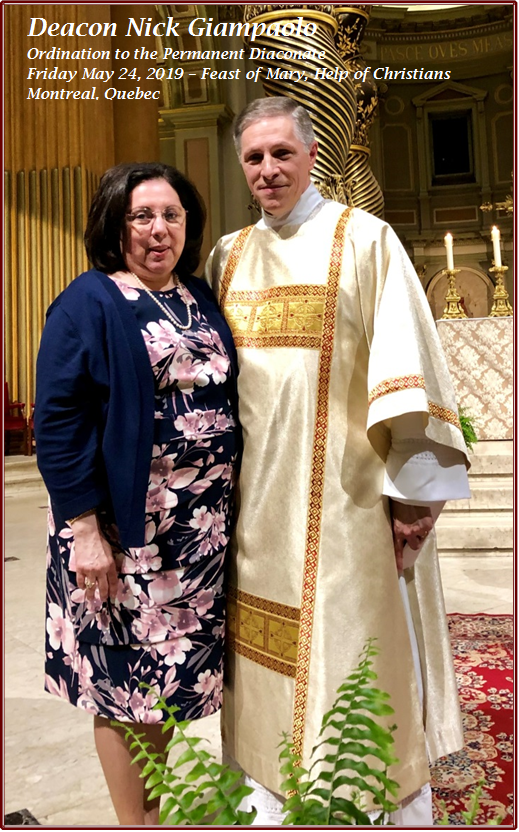 Deacon Nick Giampaolo
Ordination to the Permanent Diaconate
Friday May 24, 2019 – Feast of Mary, Help of Christians
Montreal, Quebec
PASCE OVES MEA